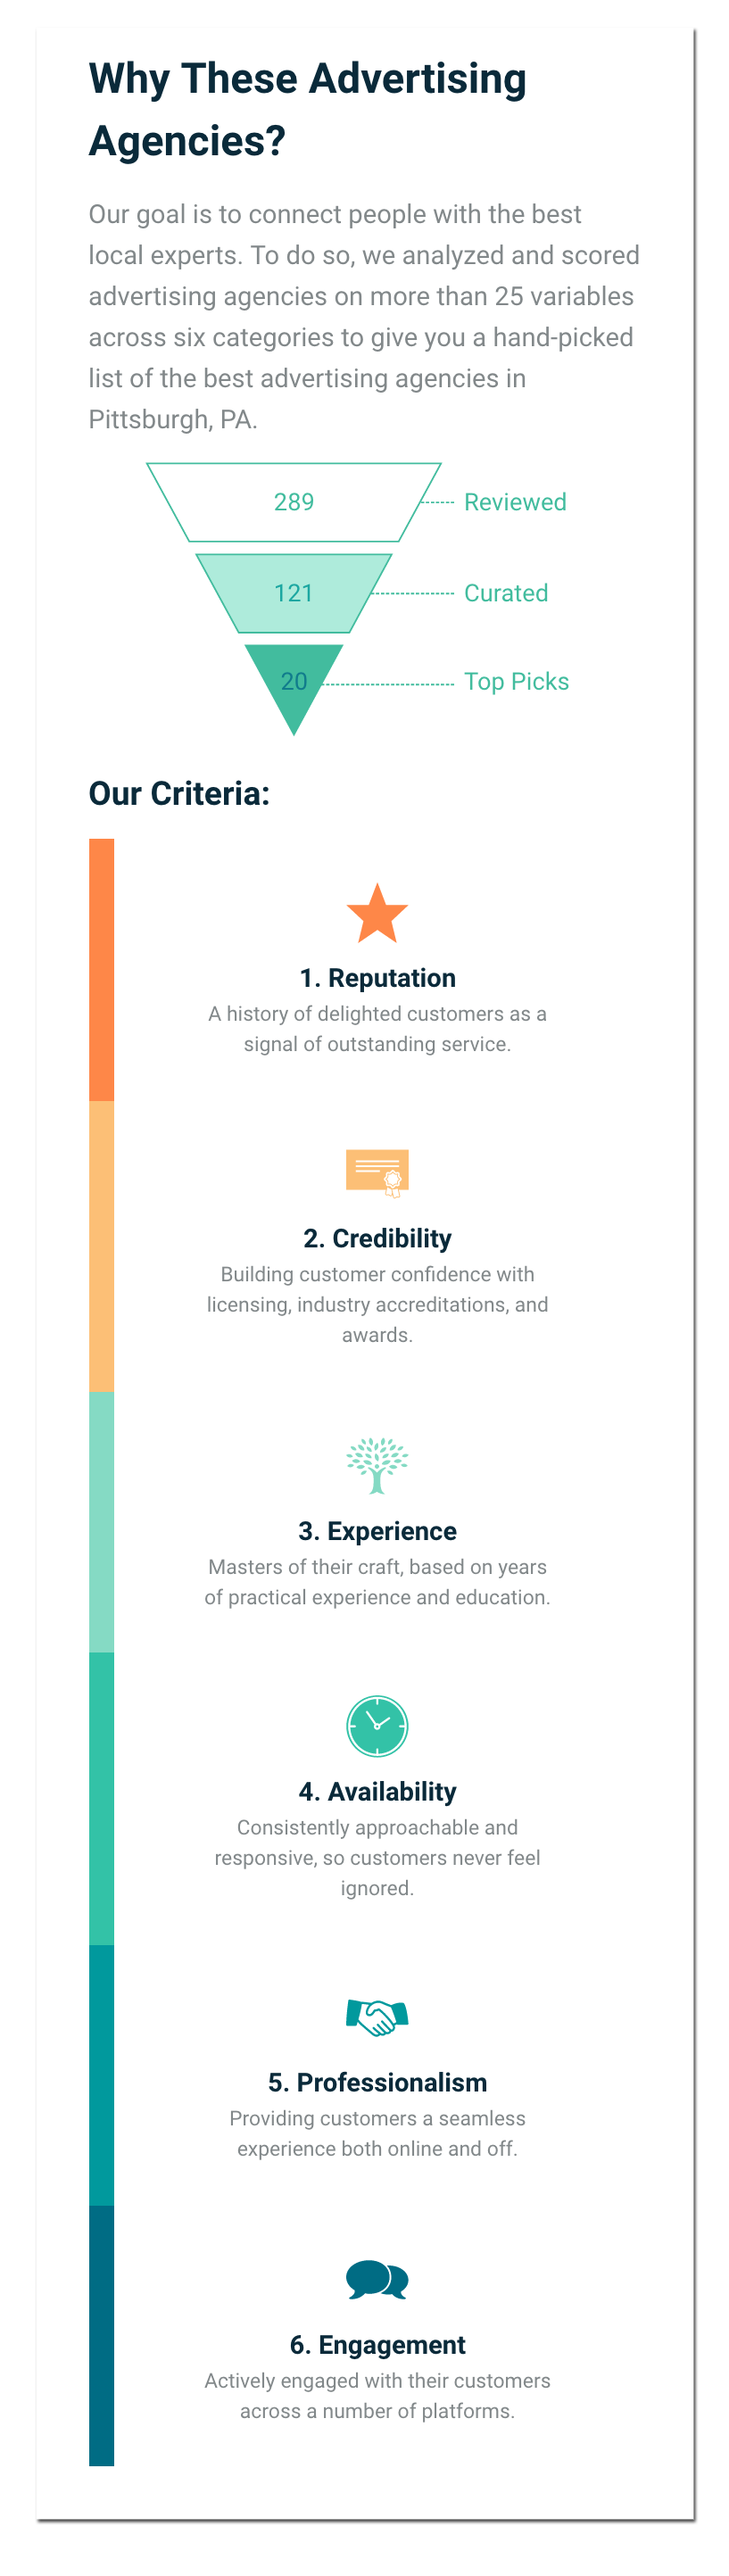 Why These Advertising
Agencies?
Our goal is to connect people with the best
local experts. To do so, we analyzed and scored
advertising agencies on more than 25 variables
across six categories to give you a hand-picked
list of the best advertising agencies in
Pittsburgh, PA.
289 Reviewed
121 Curated
20 Top Picks
Our Criteria:
1. Reputation
A history of delighted customers as a
signal of outstanding service.
2. Credibility
Building customer confidence with
licensing, industry accreditations, and
awards.
3. Experience
Masters of their craft, based on years
of practical experience and education.
4. Availability
Consistently approachable and
responsive, so customers never feel
ignored.
5. Professionalism
Providing customers a seamless
experience both online and off.
6. Engagement
Actively engaged with their customers
across a number of platforms.